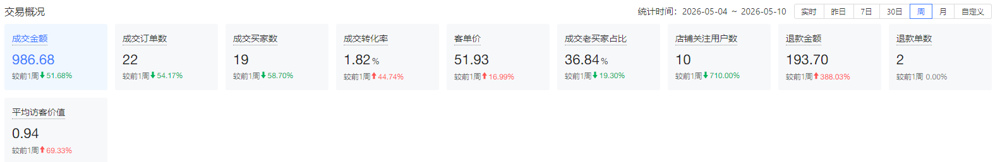 交易概况
统计时间：2026-05-04 ~ 2026-05-10 实时 昨日 7日 30日 周 月 自定义
成交金额 成交订单数 成交买家数 成交转化率 客单价 成交老买家占比 店铺关注用户数 退款金额 退款单数
986.68 22 19 1.82% 51.93 36.84% 10 193.70 2
较前1周⬇51.68% 较前1周⬇54.17% 较前1周⬇58.70% 较前1周⬆44.74% 较前1周⬆16.99% 较前1周⬇19.30% 较前1周⬇710.00% 较前1周⬆388.03% 较前1周 0.00%
平均访客价值
0.94
较前1周⬆69.33%